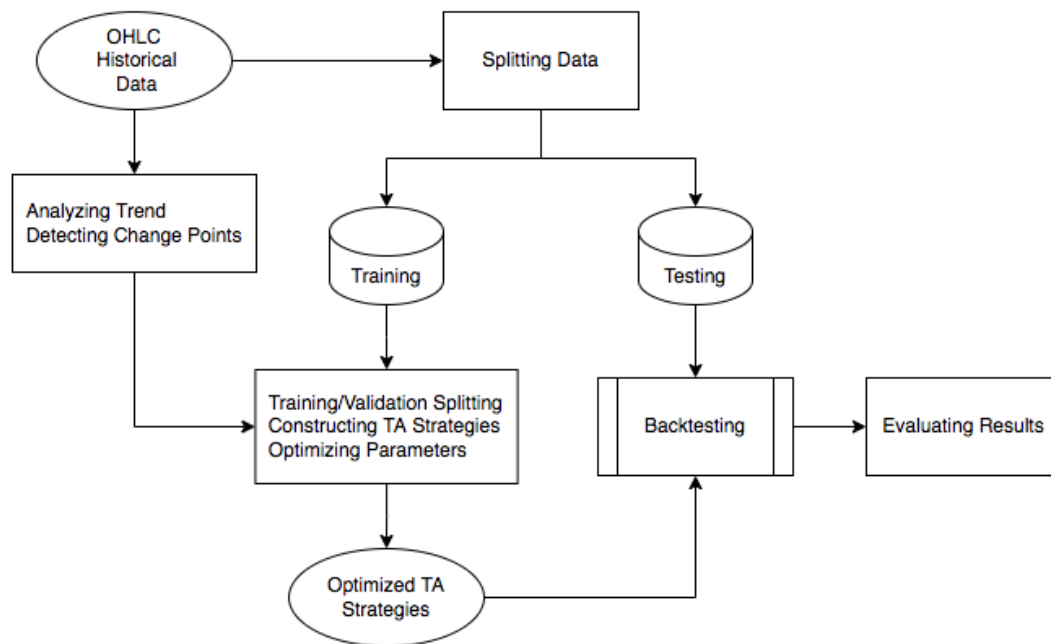 OHLC
Historical
Data
Splitting Data
Analyzing Trend
Detecting Change Points
Training
Testing
Training/Validation Splitting
Constructing TA Strategies
Optimizing Parameters
Backtesting
Evaluating Results
Optimized TA
Strategies